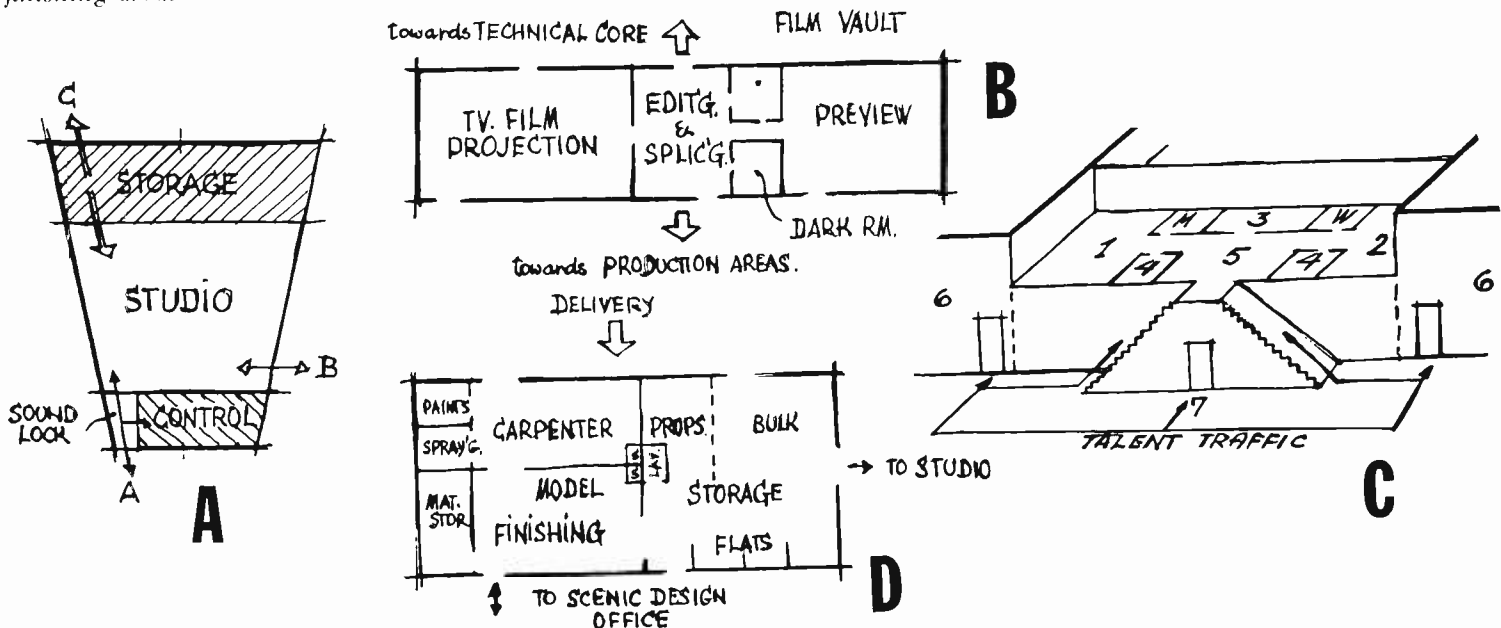 C
STORAGE
STUDIO
B
SOUND
LOCK
CONTROL
A
A
towards TECHNICAL CORE
FILM VAULT
TV. FILM
PROJECTION
EDIT'G.
&
SPLIC'G.
PREVIEW
DARK RM.
towards PRODUCTION AREAS.
B
DELIVERY
PAINTS
SPRAY'G.
MAT.
STOR
CARPENTER
MODEL
FINISHING
PROPS.
LAV.
BULK
STORAGE
FLATS
→ TO STUDIO
TO SCENIC DESIGN
OFFICE
D
M 3 W
1 5 2
4 4
6 6
7
TALENT TRAFFIC
C